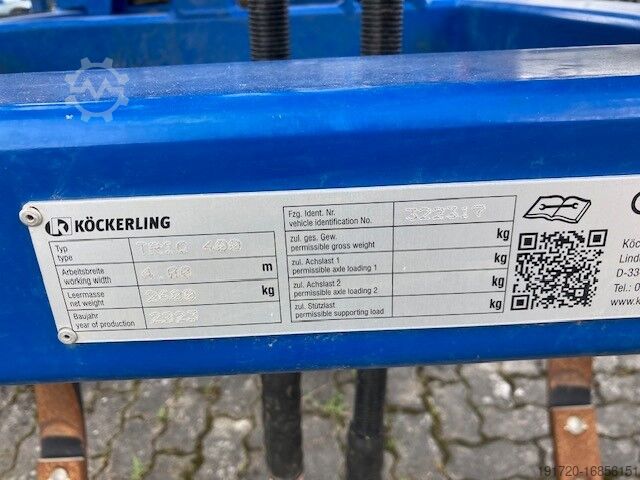 KÖCKERLING
Typ
type
TRIO 400
Arbeitsbreite
working width
4.00
m
Leermasse
net weight
kg
Baujahr
year of production
2023
Fzg. Ident. Nr.
vehicle identification No.
322317
zul. ges. Gew.
permissible gross weight
kg
zul. Achslast 1
permissible axle loading 1
kg
zul. Achslast 2
permissible axle loading 2
kg
zul. Stützlast
permissible supporting load
kg
Köc
Linde
D-33
Tel.: 0
www.k
191720-16856151